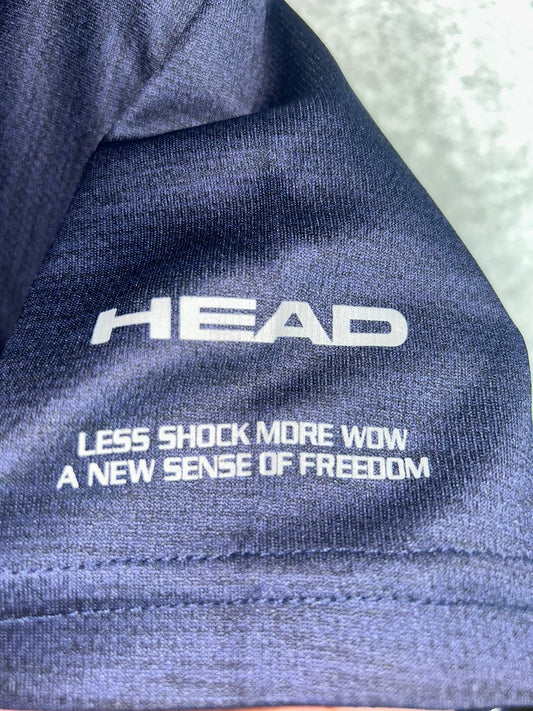 HEAD
LESS SHOCK MORE WOW
A NEW SENSE OF FREEDOM